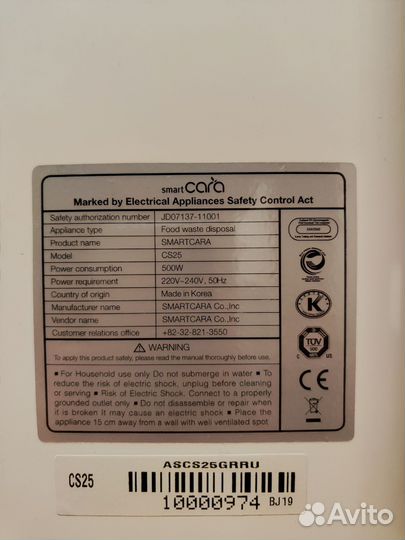 smart cara
Marked by Electrical Appliances Safety Control Act
Safety authorization number JD07137-11001
Appliance type Food waste disposal
Product name SMARTCARA
Model CS25
Power consumption 500W
Power requirement 220V~240V, 50Hz
Country of origin Made in Korea
Manufacturer name SMARTCARA Co.,Inc
Vendor name SMARTCARA Co.,Inc
Customer relations office +82-32-821-3550
WARNING
To apply this product safely, please read the manual thoroughly before use.
▪ For Household use only Do not submerge in water ▪ To
reduce the risk of electric shock, unplug before cleaning
or serving ▪ Risk of Electric Shock. Connect to a properly
grounded outlet only ▪ Do not disassemble or repair when
it is broken It may cause an electric shock ▪ Place the
appliance 15 cm away from a wall with well ventilated spot
K
TÜV
C US
CE
ASCS25GRRU
CS25
10000974 BJ19
Avito